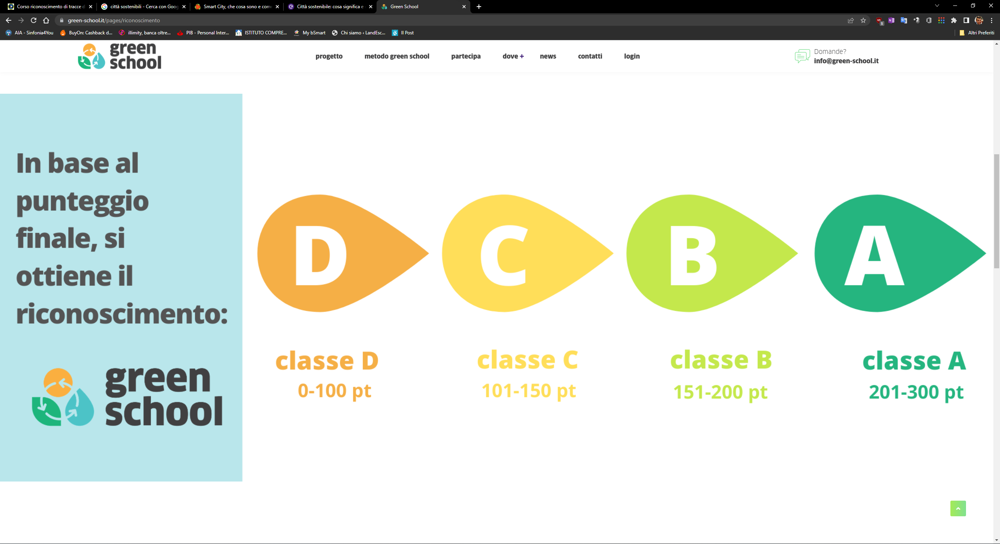 Corso riconoscimento di tracce d
città sostenibili - Cerca con Goog
Smart City, che cosa sono e come
Città sostenibile: cosa significa e
Green School
green-school.it/pages/riconoscimento
1
AIA - Sinfonia4You
BuyOn: Cashback d...
illimity, banca oltre...
PIB - Personal Inter...
ISTITUTO COMPRE...
My bSmart
Chi siamo ‹ LandEsc...
Il Post
Altri Preferiti
green
school
progetto
metodo green school
partecipa
dove +
news
contatti
login
Domande?
info@green-school.it
In base al
punteggio
finale, si
ottiene il
riconoscimento:
green
school
D
C
B
A
classe D
classe C
classe B
classe A
0-100 pt
101-150 pt
151-200 pt
201-300 pt